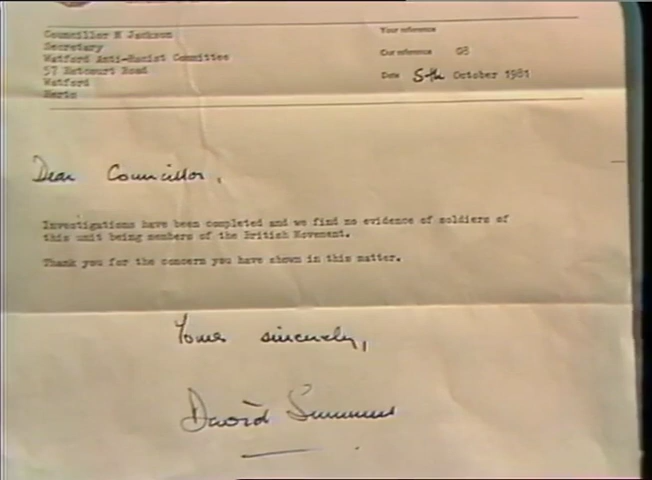 Councillor M Jackson
Secretary
Watford Anti-Racist Committee
57 Road
Watford
Herts
Your reference
Our reference 08
Date 5th October 1981
Dear Councillor,
Investigations have been completed and we find no evidence of soldiers of
this unit being members of the British Movement.
Thank you for the concern you have shown in this matter.
Yours sincerely,
David